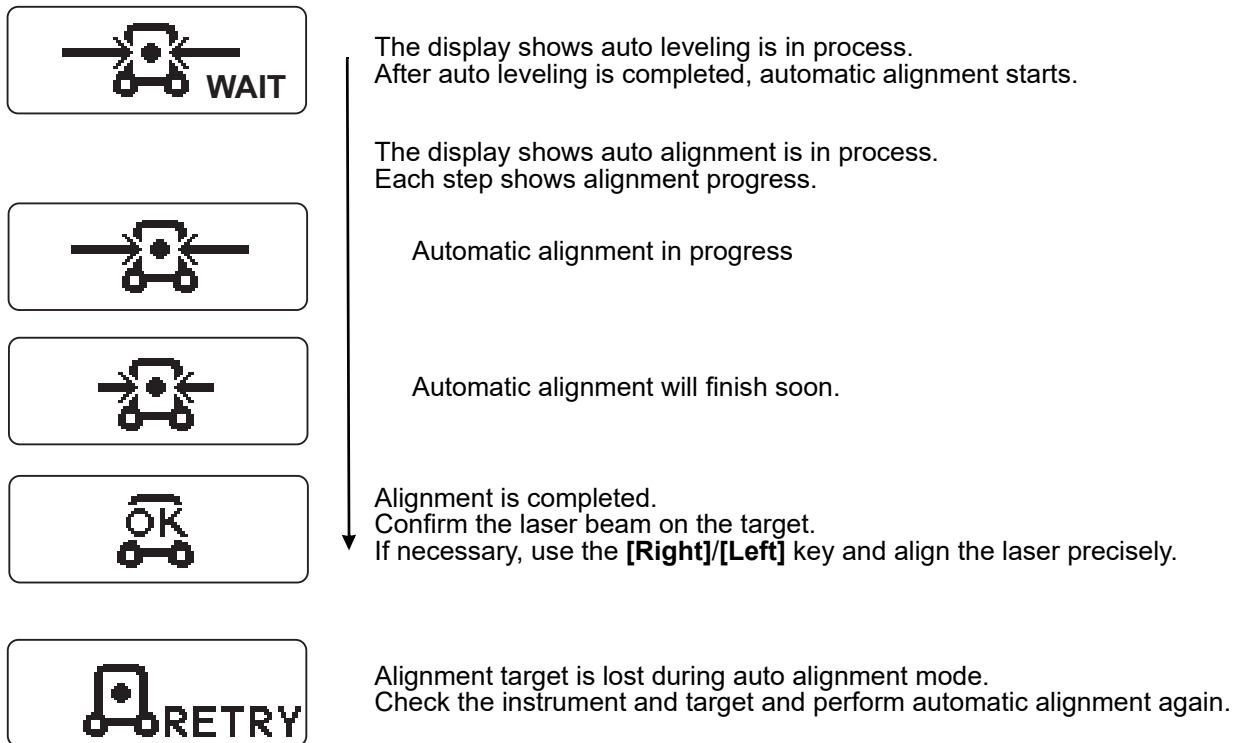 WAIT
The display shows auto leveling is in process.
After auto leveling is completed, automatic alignment starts.
The display shows auto alignment is in process.
Each step shows alignment progress.
Automatic alignment in progress
Automatic alignment will finish soon.
OK
Alignment is completed.
Confirm the laser beam on the target.
If necessary, use the [Right]/[Left] key and align the laser precisely.
RETRY
Alignment target is lost during auto alignment mode.
Check the instrument and target and perform automatic alignment again.